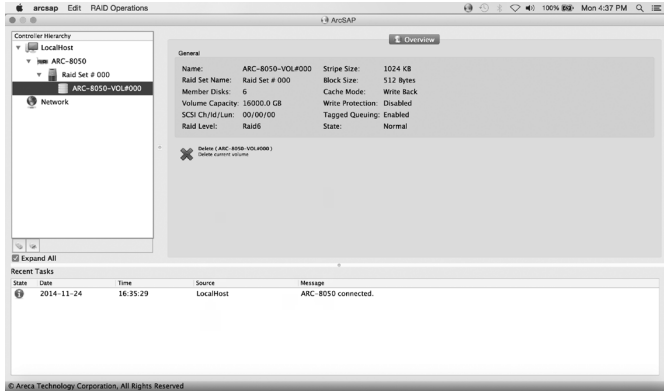 arcsap Edit RAID Operations 100% Mon 4:37 PM
ArcSAP
Controller Hierarchy
LocalHost
ARC-8050
Raid Set # 000
ARC-8050-VOL#000
Network
Overview
General
Name: ARC-8050-VOL#000 Stripe Size: 1024 KB
Raid Set Name: Raid Set # 000 Block Size: 512 Bytes
Member Disks: 6 Cache Mode: Write Back
Volume Capacity: 16000.0 GB Write Protection: Disabled
SCSI Ch/Id/Lun: 00/00/00 Tagged Queuing: Enabled
Raid Level: Raid6 State: Normal
Delete ( ARC-8050-VOL#000 )
Delete current volume
Expand All
Recent Tasks
State Date Time Source Message
2014-11-24 16:35:29 LocalHost ARC-8050 connected.
© Areca Technology Corporation, All Rights Reserved